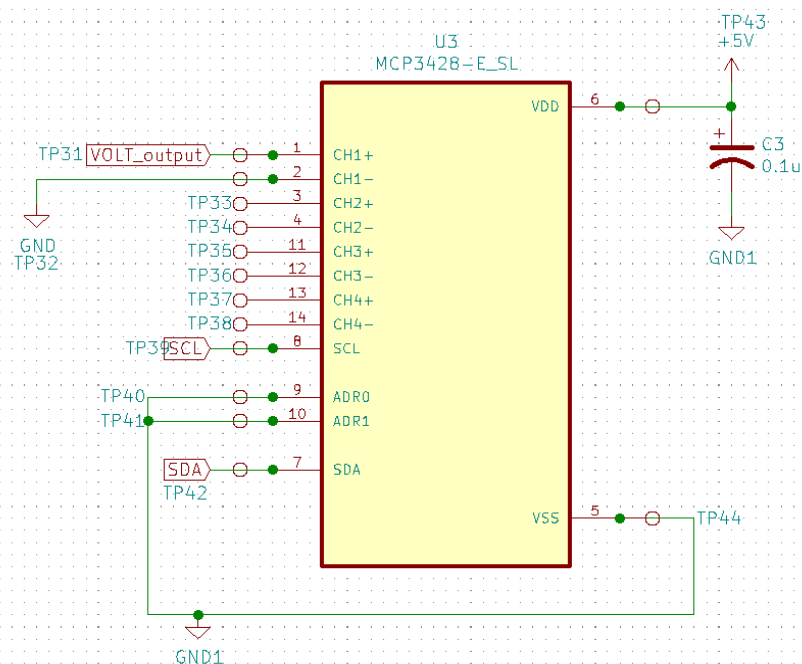 TP43
+5V
U3
MCP3428-E_SL
VDD
6
+
C3
0.1u
GND1
TP31
VOLT_output
1
CH1+
2
CH1-
GND
TP32
TP33
3
CH2+
TP34
4
CH2-
TP35
11
CH3+
TP36
12
CH3-
TP37
13
CH4+
TP38
14
CH4-
TP39
SCL
8
SCL
TP40
9
ADR0
TP41
10
ADR1
SDA
7
SDA
TP42
VSS
5
TP44
GND1